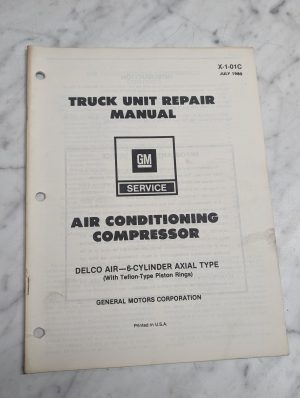 X-1-01C
JULY 1980
TRUCK UNIT REPAIR
MANUAL
GM
SERVICE
AIR CONDITIONING
COMPRESSOR
DELCO AIR—6-CYLINDER AXIAL TYPE
(With Teflon-Type Piston Rings)
GENERAL MOTORS CORPORATION
Printed in U.S.A.